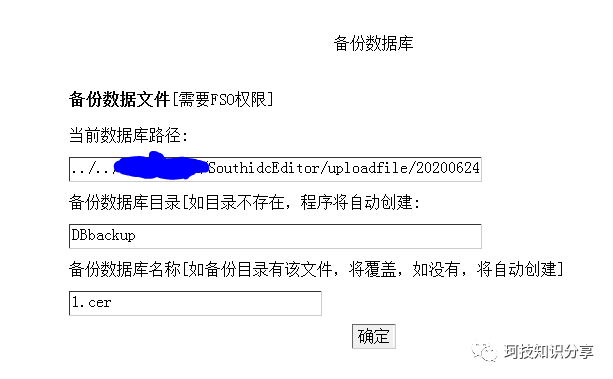 备份数据库
备份数据文件[需要FSO权限]
当前数据库路径:
../../SouthidcEditor/uploadfile/20200624
备份数据库目录[如目录不存在，程序将自动创建:
DBbackup
备份数据库名称[如备份目录有该文件，将覆盖，如没有，将自动创建]
1.cer
确定
珂技知识分享